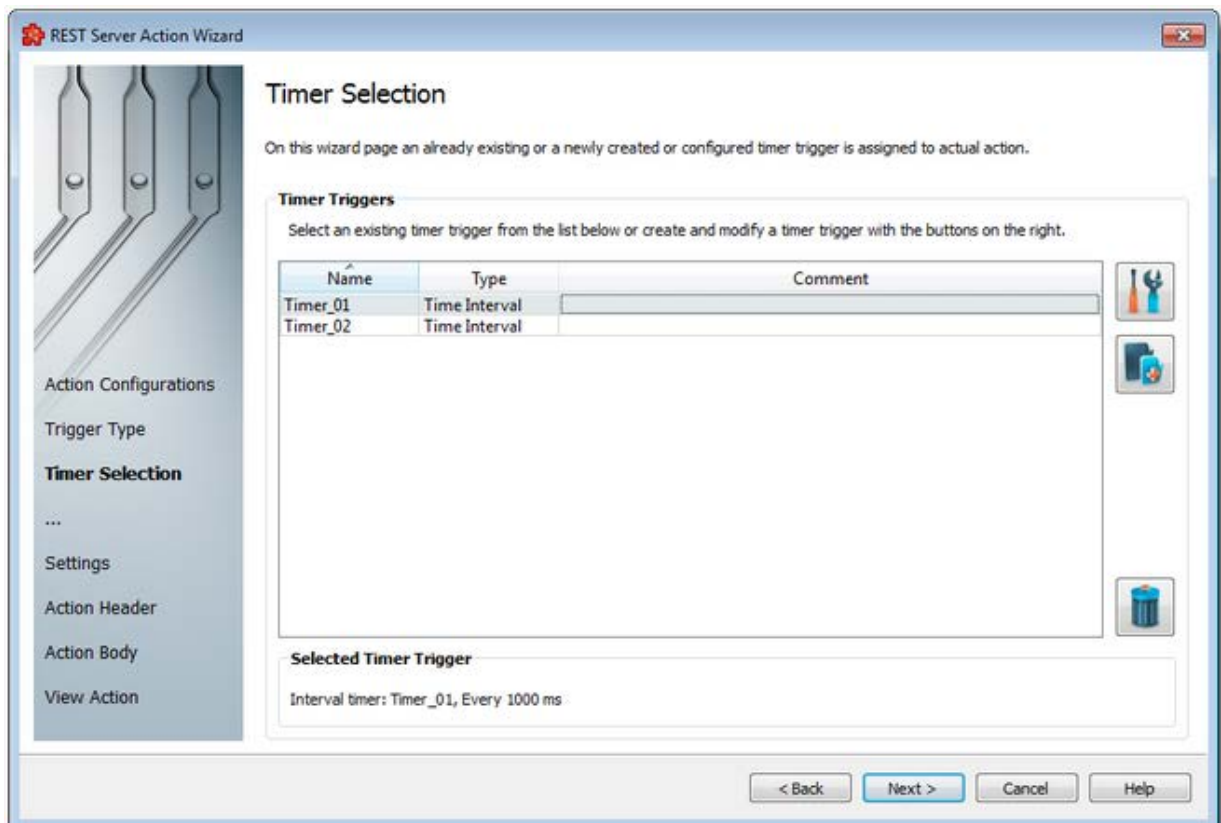 REST Server Action Wizard
Timer Selection
On this wizard page an already existing or a newly created or configured timer trigger is assigned to actual action.
Timer Triggers
Select an existing timer trigger from the list below or create and modify a timer trigger with the buttons on the right.
Name Type Comment
Timer_01 Time Interval
Timer_02 Time Interval
Action Configurations
Trigger Type
Timer Selection
...
Settings
Action Header
Action Body
View Action
Selected Timer Trigger
Interval timer: Timer_01, Every 1000 ms
< Back Next > Cancel Help